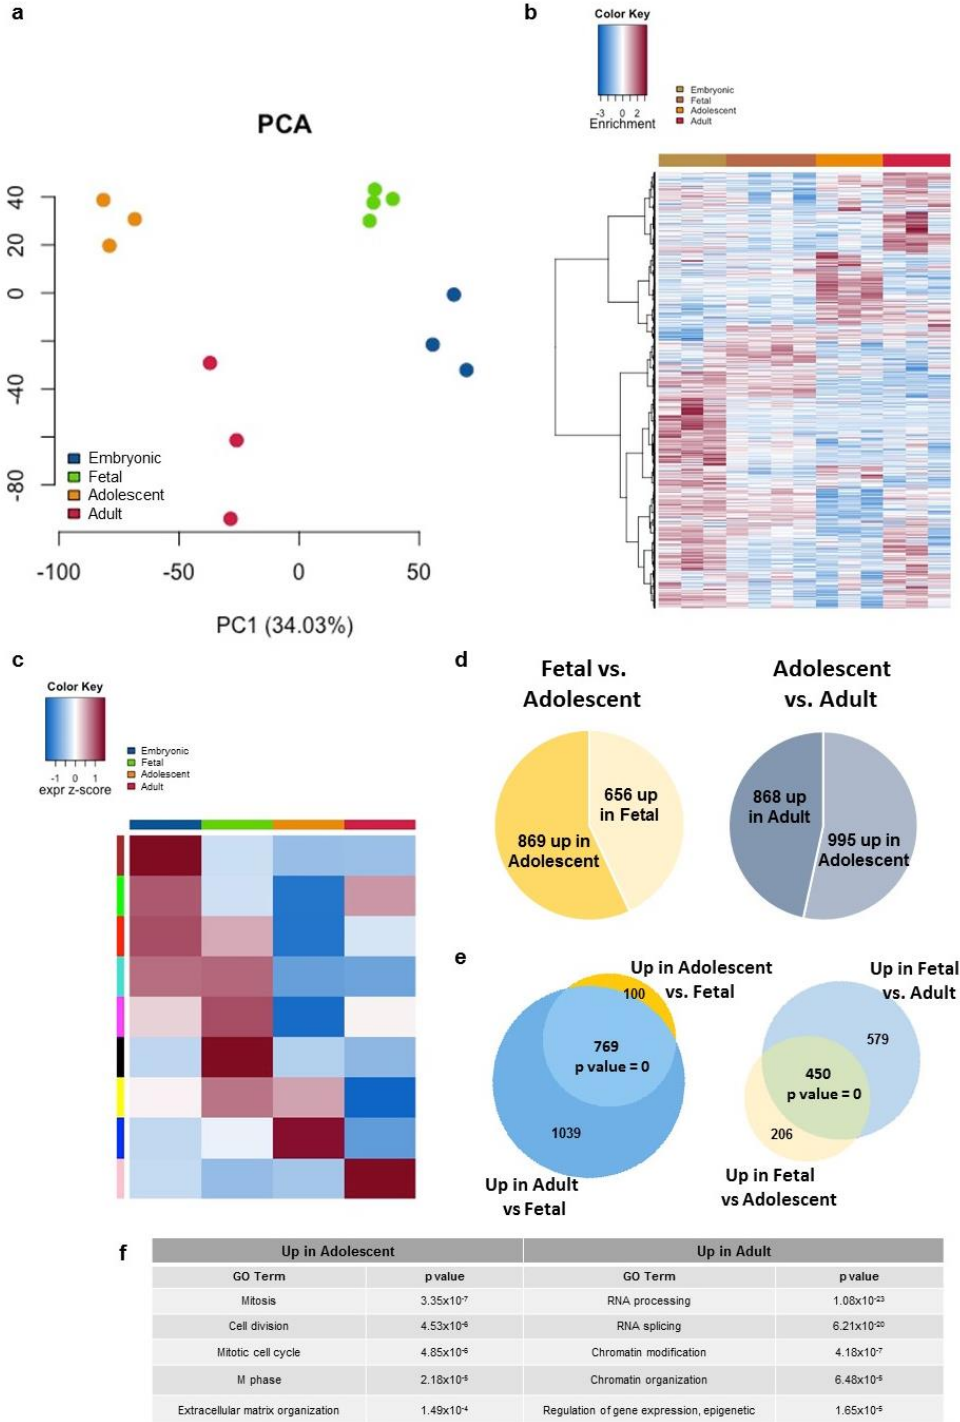 a
PCA
40
20
0
-40
-80
Embryonic
Fetal
Adolescent
Adult
-100
-50
0
50
PC1 (34.03%)
b
Color Key
-3 0 2
Enrichment
Embryonic
Fetal
Adolescent
Adult
c
Color Key
-1 0 1
expr z-score
Embryonic
Fetal
Adolescent
Adult
d
Fetal vs.
Adolescent
656 up
in Fetal
869 up in
Adolescent
Adolescent
vs. Adult
868 up
in Adult
995 up in
Adolescent
e
Up in Adolescent
vs. Fetal
100
769
p value = 0
1039
Up in Adult
vs Fetal
Up in Fetal
vs. Adult
579
450
p value = 0
206
Up in Fetal
vs Adolescent
f
Up in Adolescent Up in Adult
GO Term p value GO Term p value
Mitosis 3.35x10⁻⁷ RNA processing 1.08x10⁻²³
Cell division 4.53x10⁻⁶ RNA splicing 6.21x10⁻²⁰
Mitotic cell cycle 4.85x10⁻⁶ Chromatin modification 4.18x10⁻⁷
M phase 2.18x10⁻⁵ Chromatin organization 6.48x10⁻⁶
Extracellular matrix organization 1.49x10⁻⁴ Regulation of gene expression, epigenetic 1.65x10⁻⁵